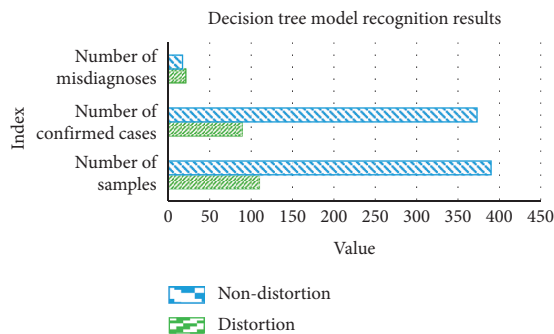 Decision tree model recognition results
Number of
misdiagnoses
Number of
confirmed cases
Number of
samples
Index
0 50 100 150 200 250 300 350 400 450
Value
Non-distortion
Distortion